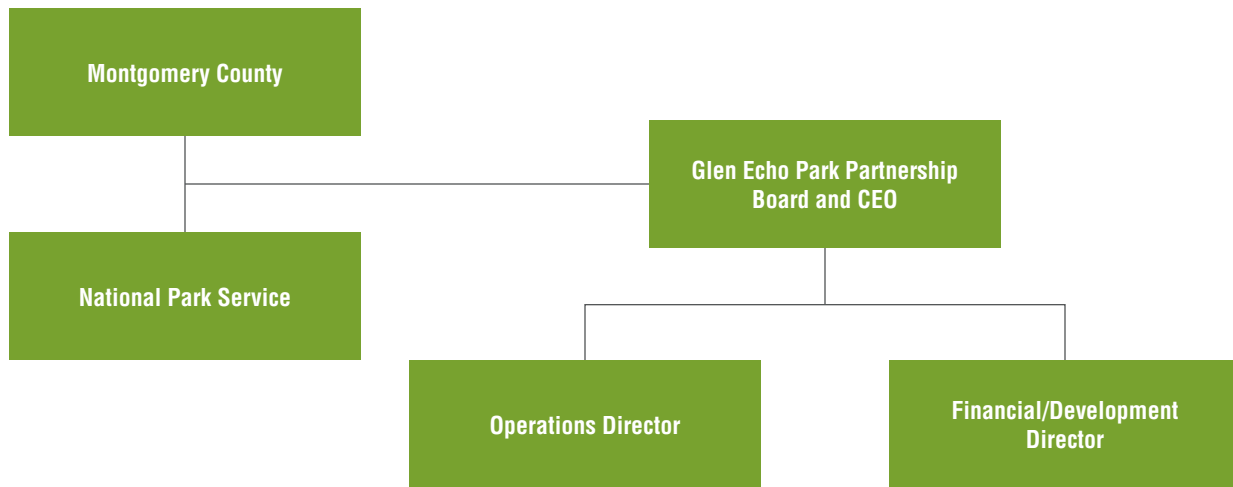 Montgomery County
Glen Echo Park Partnership
Board and CEO
National Park Service
Operations Director
Financial/Development
Director